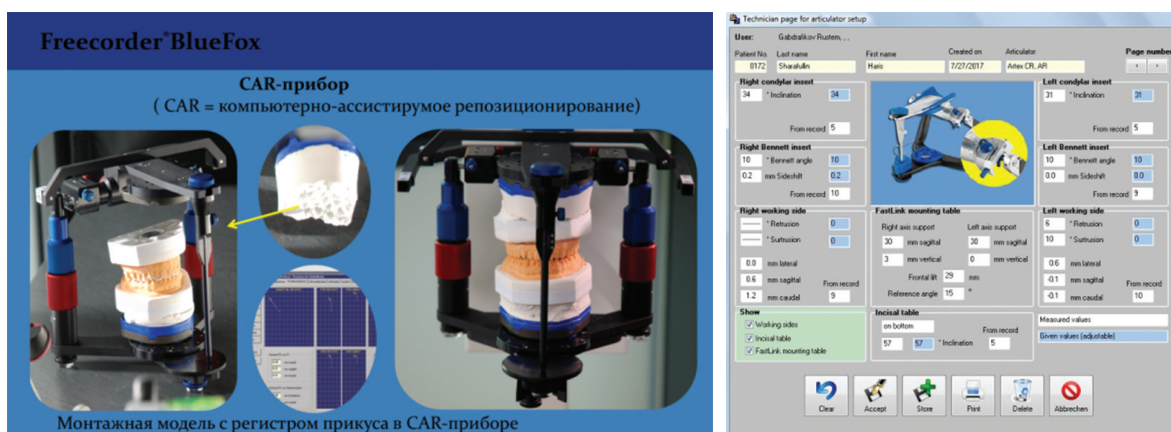 Freecorder®BlueFox
CAR-прибор
( CAR = компьютерно-ассистируемое репозиционирование)
Монтажная модель с регистром прикуса в CAR-приборе
Technician page for articulator setup
User: Gabdrafikov Rustem, . .
Patient No. Last name First name Created on Articulator Page number
8172 Sharafullin Haris 7/27/2017 Artex CR, AR
Right condylar insert
34 ° Inclination 34
From record 5
Left condylar insert
31 ° Inclination 31
From record 5
Right Bennett insert
10 ° Bennett angle 10
0.2 mm Sideshift 0.2
From record 10
Left Bennett insert
10 ° Bennett angle 10
0.0 mm Sideshift 0.0
From record 9
Right working side
° Retrusion 0
° Surtrusion 0
0.0 mm lateral
0.6 mm sagittal From record
1.2 mm caudal 9
FastLink mounting table
Right axis support Left axis support
30 mm sagittal 30 mm sagittal
3 mm vertical 0 mm vertical
Frontal lift 29 mm
Reference angle 15 °
Left working side
6 ° Retrusion 0
10 ° Surtrusion 0
0.6 mm lateral
-0.1 mm sagittal From record
-0.1 mm caudal 10
Show
Working sides
Incisal table
FastLink mounting table
Incisal table
on bottom From record
57 57 ° Inclination 5
Measured values
Given values (adjustable)
Clear Accept Store Print Delete Abbrechen